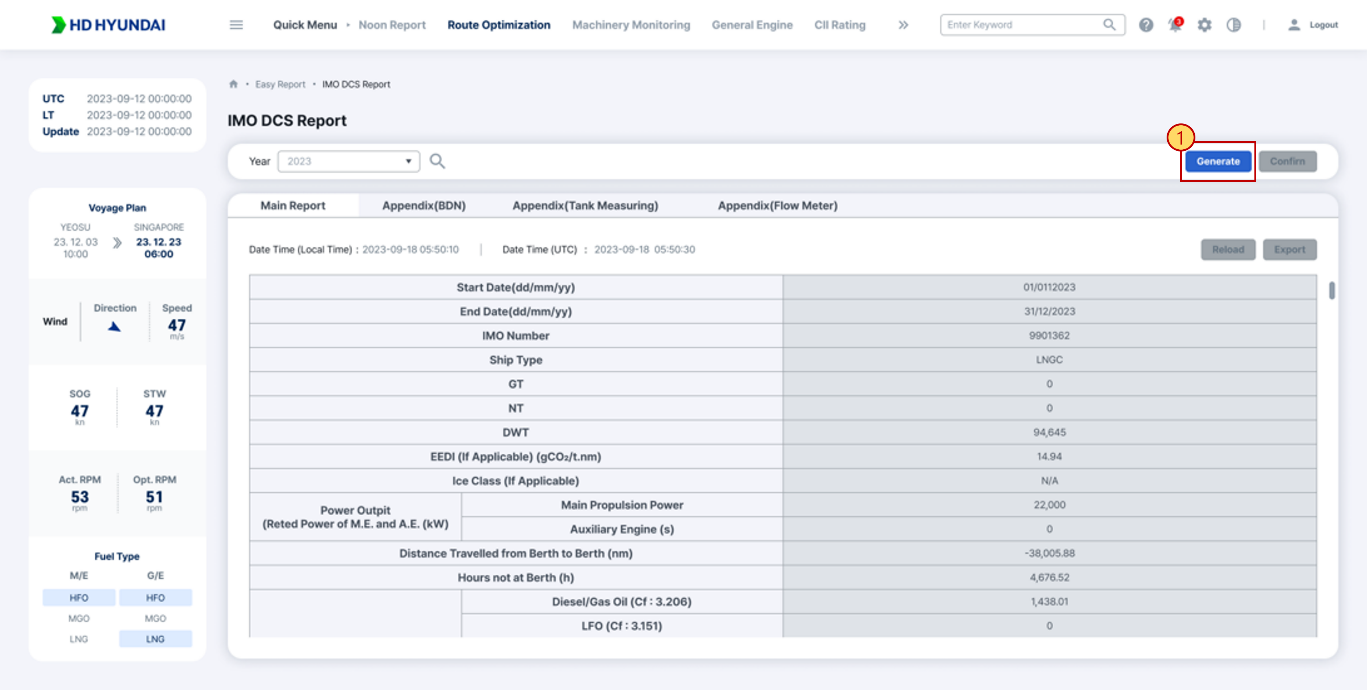 HD HYUNDAI
Quick Menu
Noon Report
Route Optimization
Machinery Monitoring
General Engine
CII Rating
Enter Keyword
3
Logout
UTC 2023-09-12 00:00:00
LT 2023-09-12 00:00:00
Update 2023-09-12 00:00:00
Easy Report • IMO DCS Report
IMO DCS Report
1
Year 2023
Generate Confirm
Voyage Plan
YEOSU SINGAPORE
23. 12. 03 23. 12. 23
10:00 06:00
Wind
Direction
Speed
47
m/s
SOG STW
47 47
kn kn
Act. RPM Opt. RPM
53 51
rpm rpm
Fuel Type
M/E G/E
HFO HFO
MGO MGO
LNG LNG
Main Report Appendix(BDN) Appendix(Tank Measuring) Appendix(Flow Meter)
Date Time (Local Time) : 2023-09-18 05:50:10 | Date Time (UTC) : 2023-09-18 05:50:30
Reload Export
Start Date(dd/mm/yy) 01/0112023
End Date(dd/mm/yy) 31/12/2023
IMO Number 9901362
Ship Type LNGC
GT 0
NT 0
DWT 94,645
EEDI (If Applicable) (gCO₂/t.nm) 14.94
Ice Class (If Applicable) N/A
Power Outpit
(Reted Power of M.E. and A.E. (kW)
Main Propulsion Power 22,000
Auxiliary Engine (s) 0
Distance Travelled from Berth to Berth (nm) -38,005.88
Hours not at Berth (h) 4,676.52
Diesel/Gas Oil (Cf : 3.206) 1,438.01
LFO (Cf : 3.151) 0